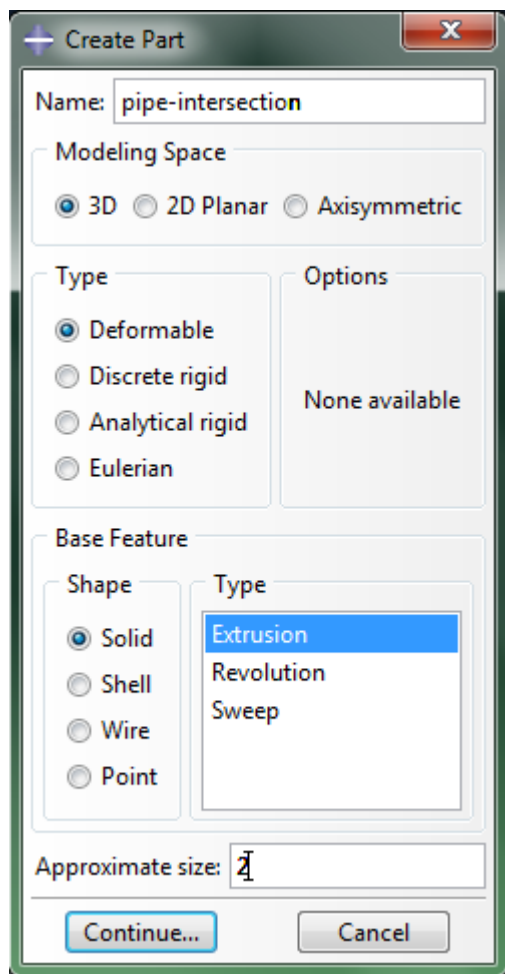 Create Part
Name: pipe-intersection
Modeling Space
3D 2D Planar Axisymmetric
Type
Options
Deformable
Discrete rigid
Analytical rigid
Eulerian
None available
Base Feature
Shape
Type
Solid
Shell
Wire
Point
Extrusion
Revolution
Sweep
Approximate size: 2
Continue... Cancel